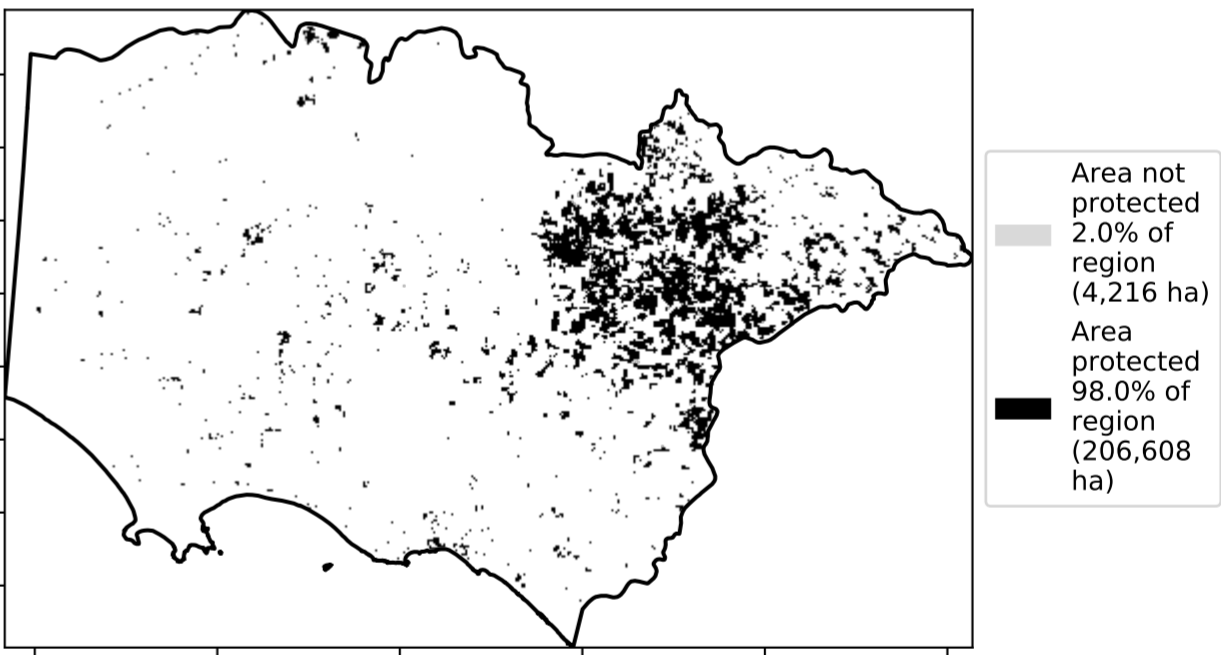 Area not
protected
2.0% of
region
(4,216 ha)
Area
protected
98.0% of
region
(206,608
ha)